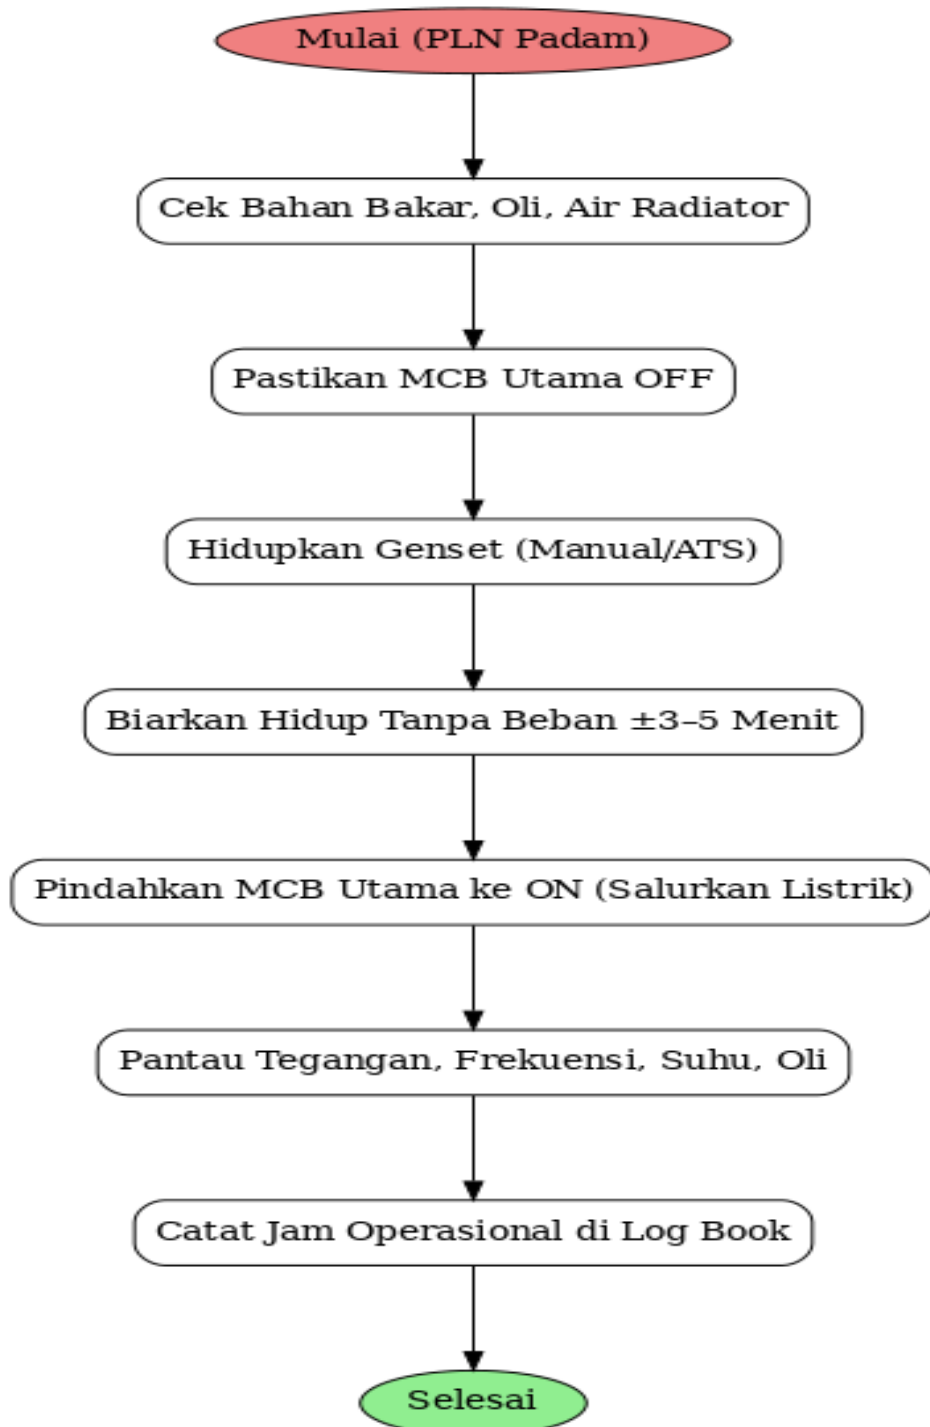 Mulai (PLN Padam)
Cek Bahan Bakar, Oli, Air Radiator
Pastikan MCB Utama OFF
Hidupkan Genset (Manual/ATS)
Biarkan Hidup Tanpa Beban ±3–5 Menit
Pindahkan MCB Utama ke ON (Salurkan Listrik)
Pantau Tegangan, Frekuensi, Suhu, Oli
Catat Jam Operasional di Log Book
Selesai